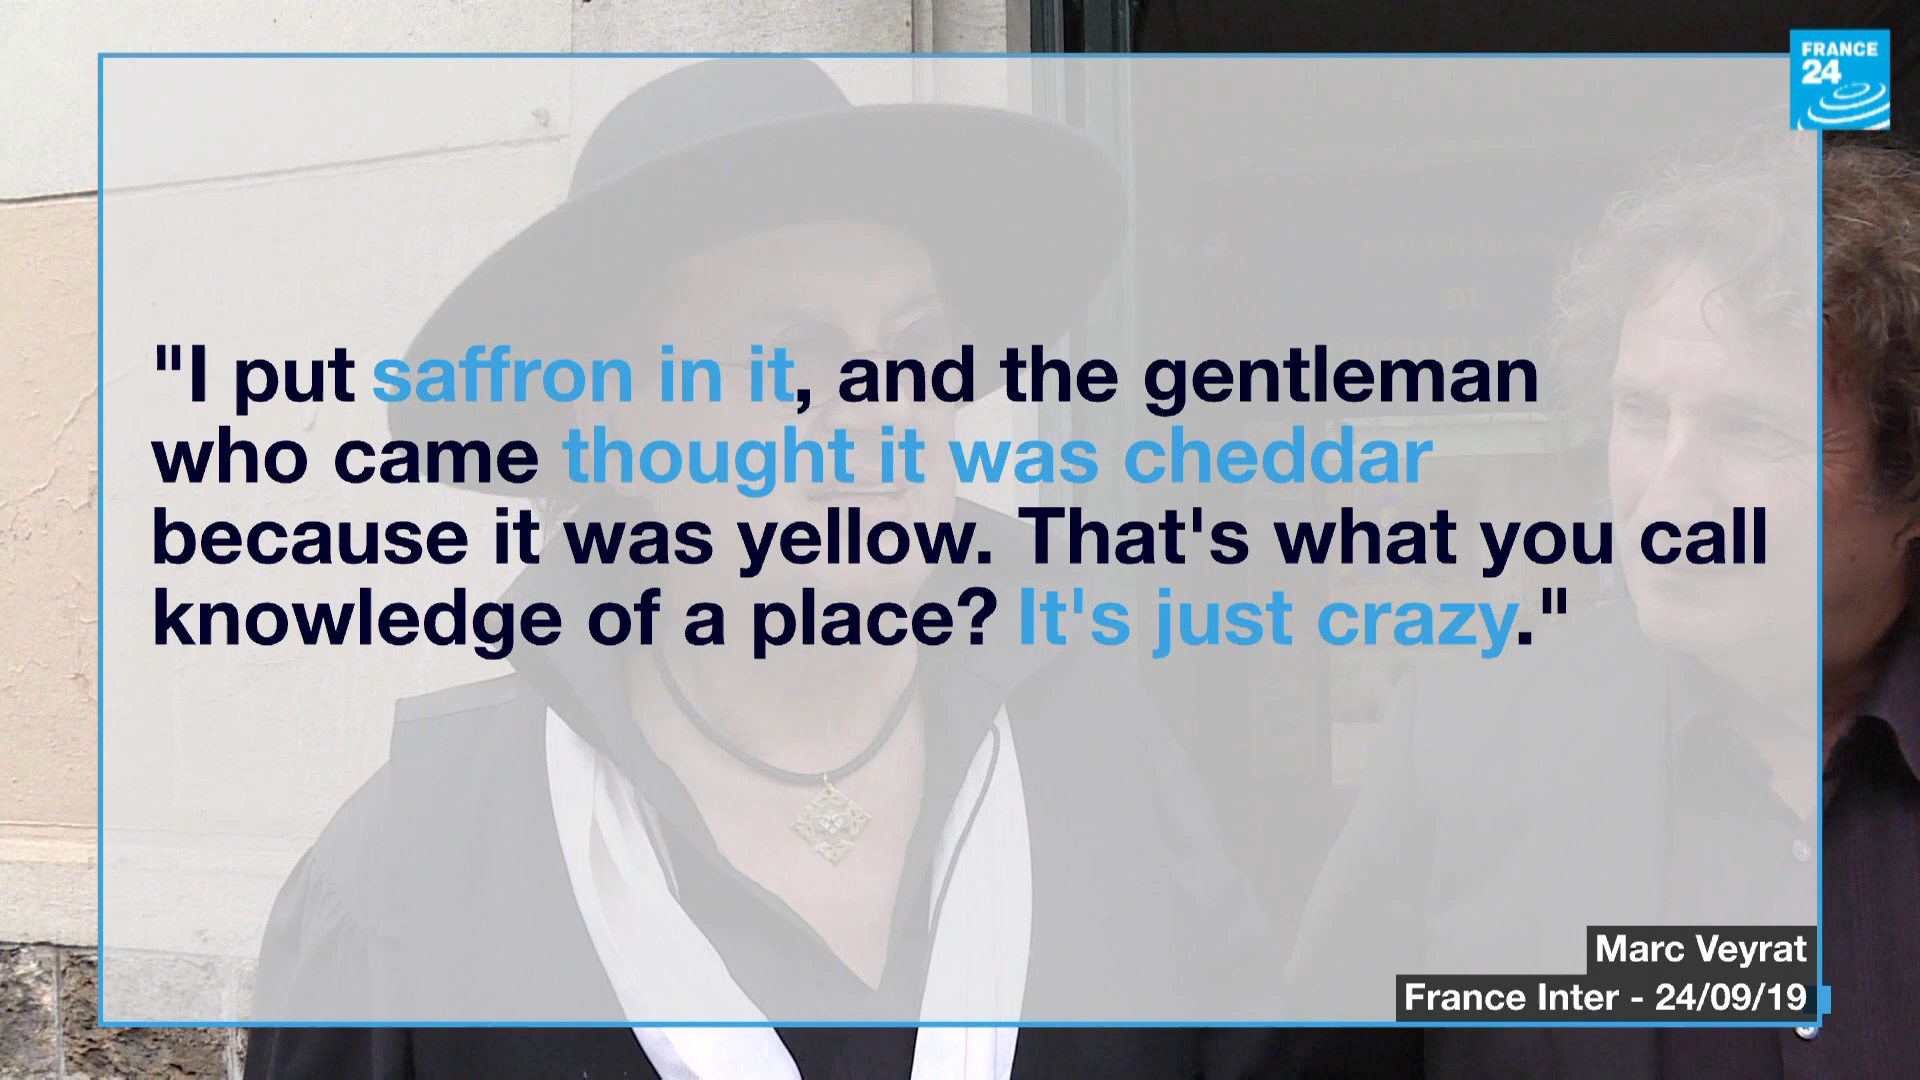 FRANCE
24
"I put saffron in it, and the gentleman
who came thought it was cheddar
because it was yellow. That's what you call
knowledge of a place? It's just crazy."
Marc Veyrat
France Inter - 24/09/19